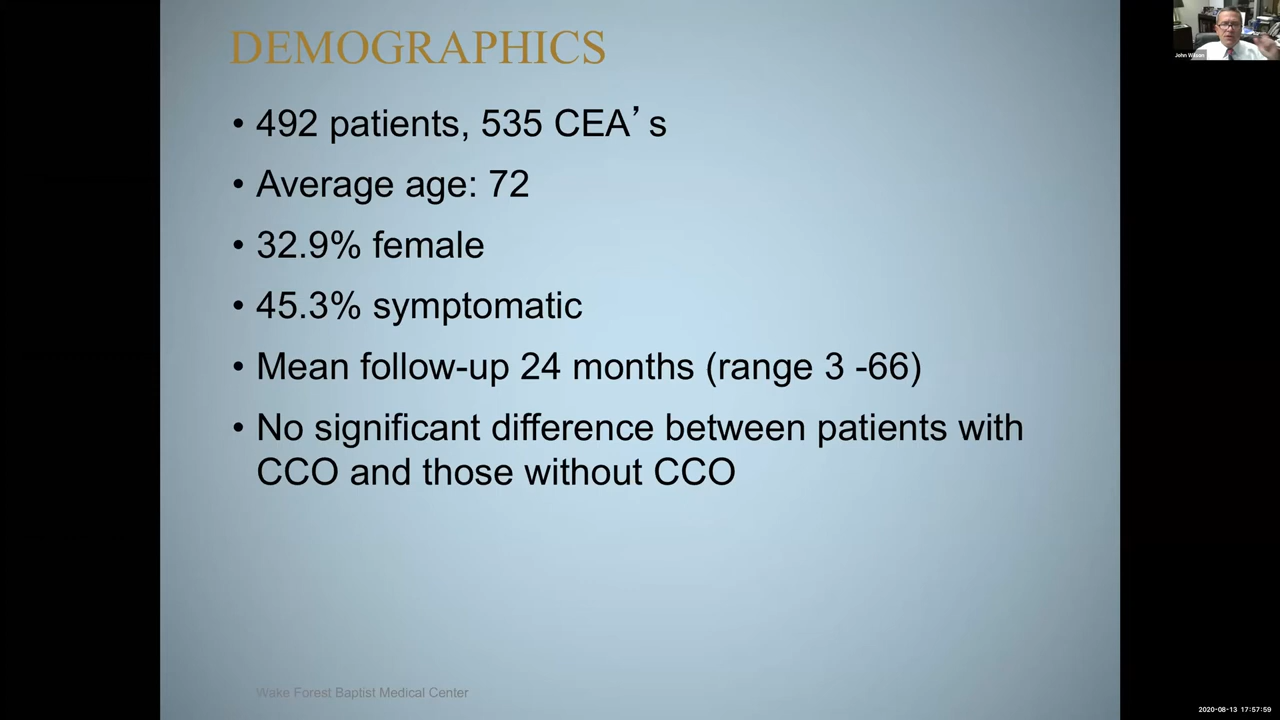 DEMOGRAPHICS
• 492 patients, 535 CEA’s
• Average age: 72
• 32.9% female
• 45.3% symptomatic
• Mean follow-up 24 months (range 3 -66)
• No significant difference between patients with
CCO and those without CCO
Wake Forest Baptist Medical Center
John Wilson
2020-08-13 17:57:59